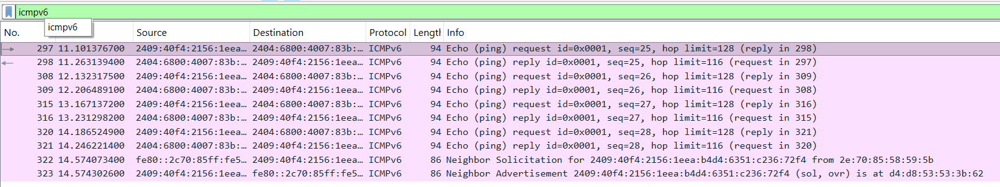 icmpv6
icmpv6
No. Source Destination Protocol Length Info
297 11.101376700 2409:40f4:2156:1eea… 2404:6800:4007:83b:… ICMPv6 94 Echo (ping) request id=0x0001, seq=25, hop limit=128 (reply in 298)
298 11.263139400 2404:6800:4007:83b:… 2409:40f4:2156:1eea… ICMPv6 94 Echo (ping) reply id=0x0001, seq=25, hop limit=116 (request in 297)
308 12.132317500 2409:40f4:2156:1eea… 2404:6800:4007:83b:… ICMPv6 94 Echo (ping) request id=0x0001, seq=26, hop limit=128 (reply in 309)
309 12.206489100 2404:6800:4007:83b:… 2409:40f4:2156:1eea… ICMPv6 94 Echo (ping) reply id=0x0001, seq=26, hop limit=116 (request in 308)
315 13.167137200 2409:40f4:2156:1eea… 2404:6800:4007:83b:… ICMPv6 94 Echo (ping) request id=0x0001, seq=27, hop limit=128 (reply in 316)
316 13.231298200 2404:6800:4007:83b:… 2409:40f4:2156:1eea… ICMPv6 94 Echo (ping) reply id=0x0001, seq=27, hop limit=116 (request in 315)
320 14.186524900 2409:40f4:2156:1eea… 2404:6800:4007:83b:… ICMPv6 94 Echo (ping) request id=0x0001, seq=28, hop limit=128 (reply in 321)
321 14.246221400 2404:6800:4007:83b:… 2409:40f4:2156:1eea… ICMPv6 94 Echo (ping) reply id=0x0001, seq=28, hop limit=116 (request in 320)
322 14.574073400 fe80::2c70:85ff:fe5… 2409:40f4:2156:1eea… ICMPv6 86 Neighbor Solicitation for 2409:40f4:2156:1eea:b4d4:6351:c236:72f4 from 2e:70:85:58:59:5b
323 14.574302600 2409:40f4:2156:1eea… fe80::2c70:85ff:fe5… ICMPv6 86 Neighbor Advertisement 2409:40f4:2156:1eea:b4d4:6351:c236:72f4 (sol, ovr) is at d4:d8:53:53:3b:62